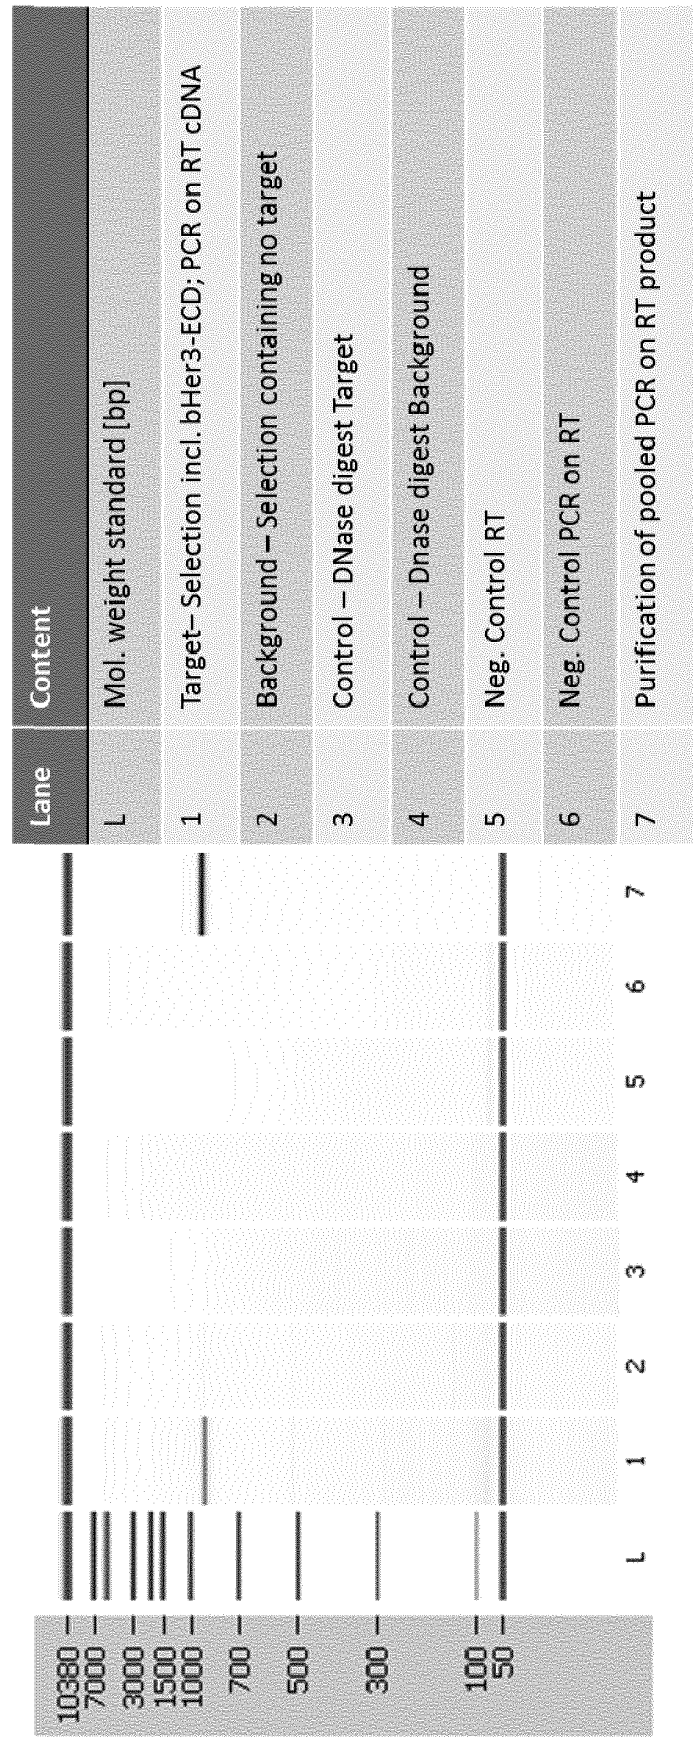 10380
7000
3000
1500
1000
700
500
300
100
50
L 1 2 3 4 5 6 7
Lane Content
L Mol. weight standard [bp]
1 Target– Selection incl. bHer3-ECD; PCR on RT cDNA
2 Background – Selection containing no target
3 Control – DNase digest Target
4 Control – Dnase digest Background
5 Neg. Control RT
6 Neg. Control PCR on RT
7 Purification of pooled PCR on RT product